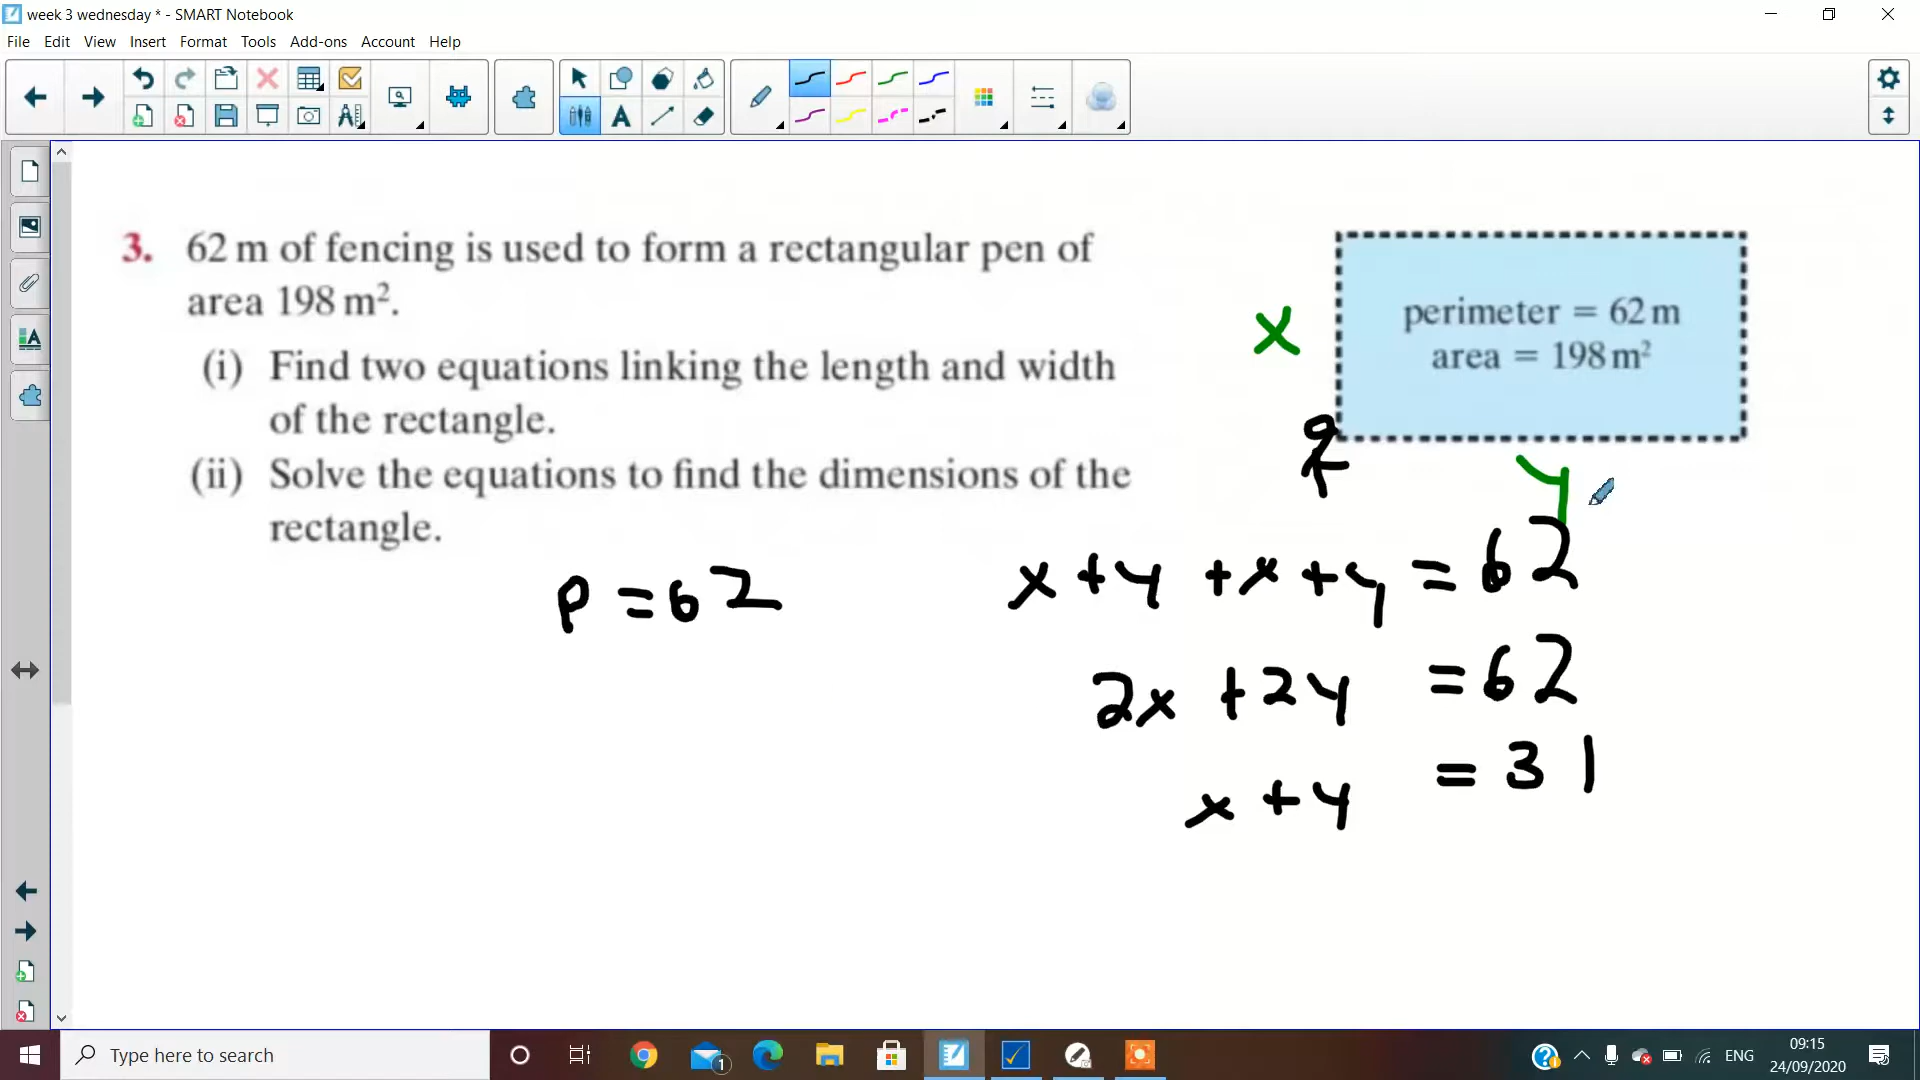 week 3 wednesday * - SMART Notebook
File Edit View Insert Format Tools Add-ons Account Help
3. 62 m of fencing is used to form a rectangular pen of
area 198 m².
(i) Find two equations linking the length and width
of the rectangle.
(ii) Solve the equations to find the dimensions of the
rectangle.
perimeter = 62 m
area = 198 m²
x
y
P = 62
x + y + x + y = 62
2x + 2y = 62
x + y = 31
Type here to search
1
ENG
09:15
24/09/2020